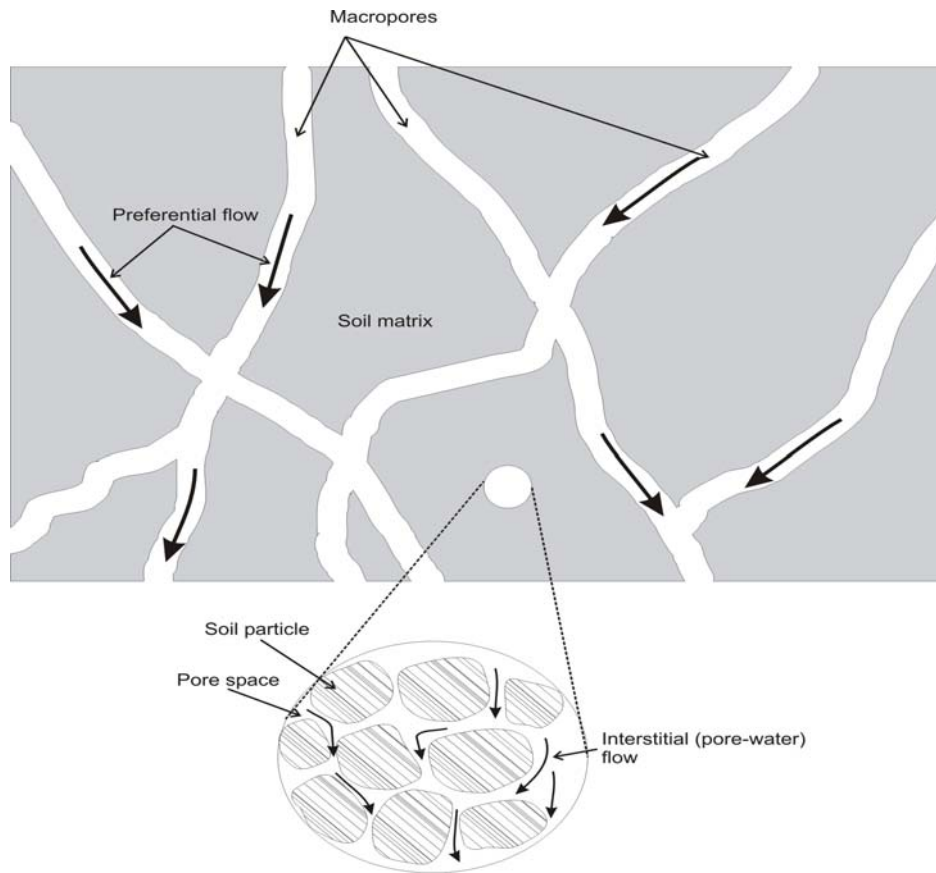 Macropores
Preferential flow
Soil matrix
Soil particle
Pore space
Interstitial (pore-water)
flow